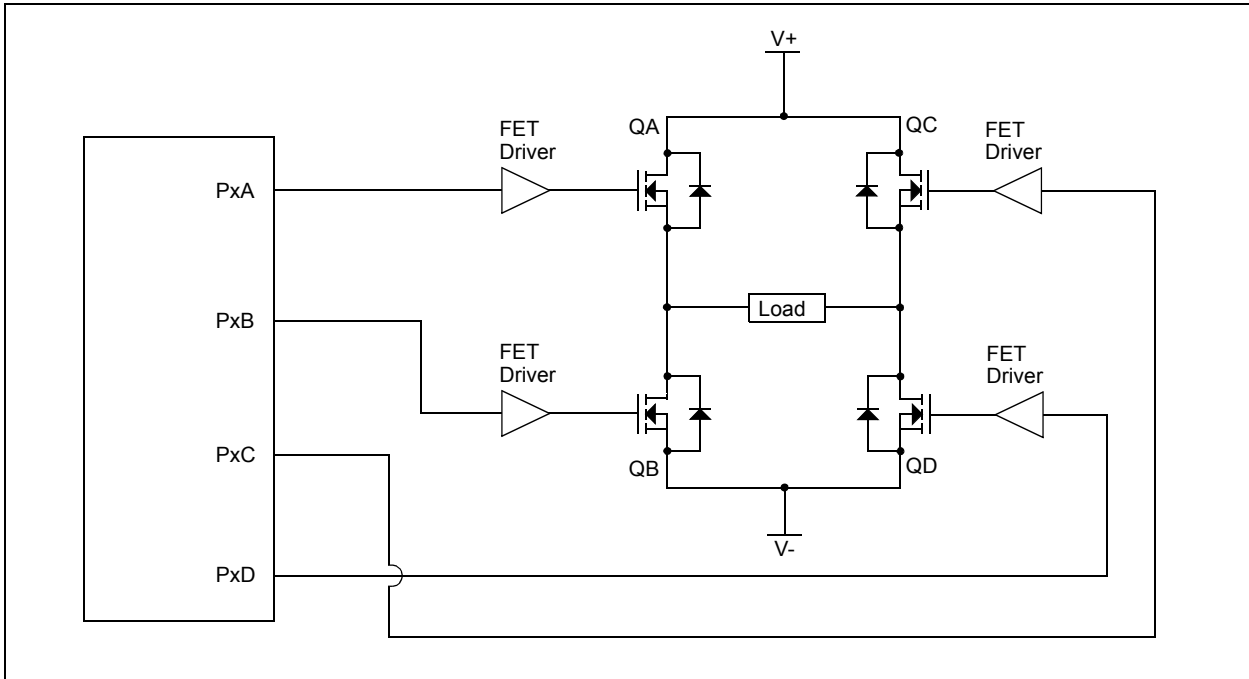 V+
QA
QC
FET
Driver
FET
Driver
PxA
PxB
Load
FET
Driver
FET
Driver
PxC
QB
QD
V-
PxD